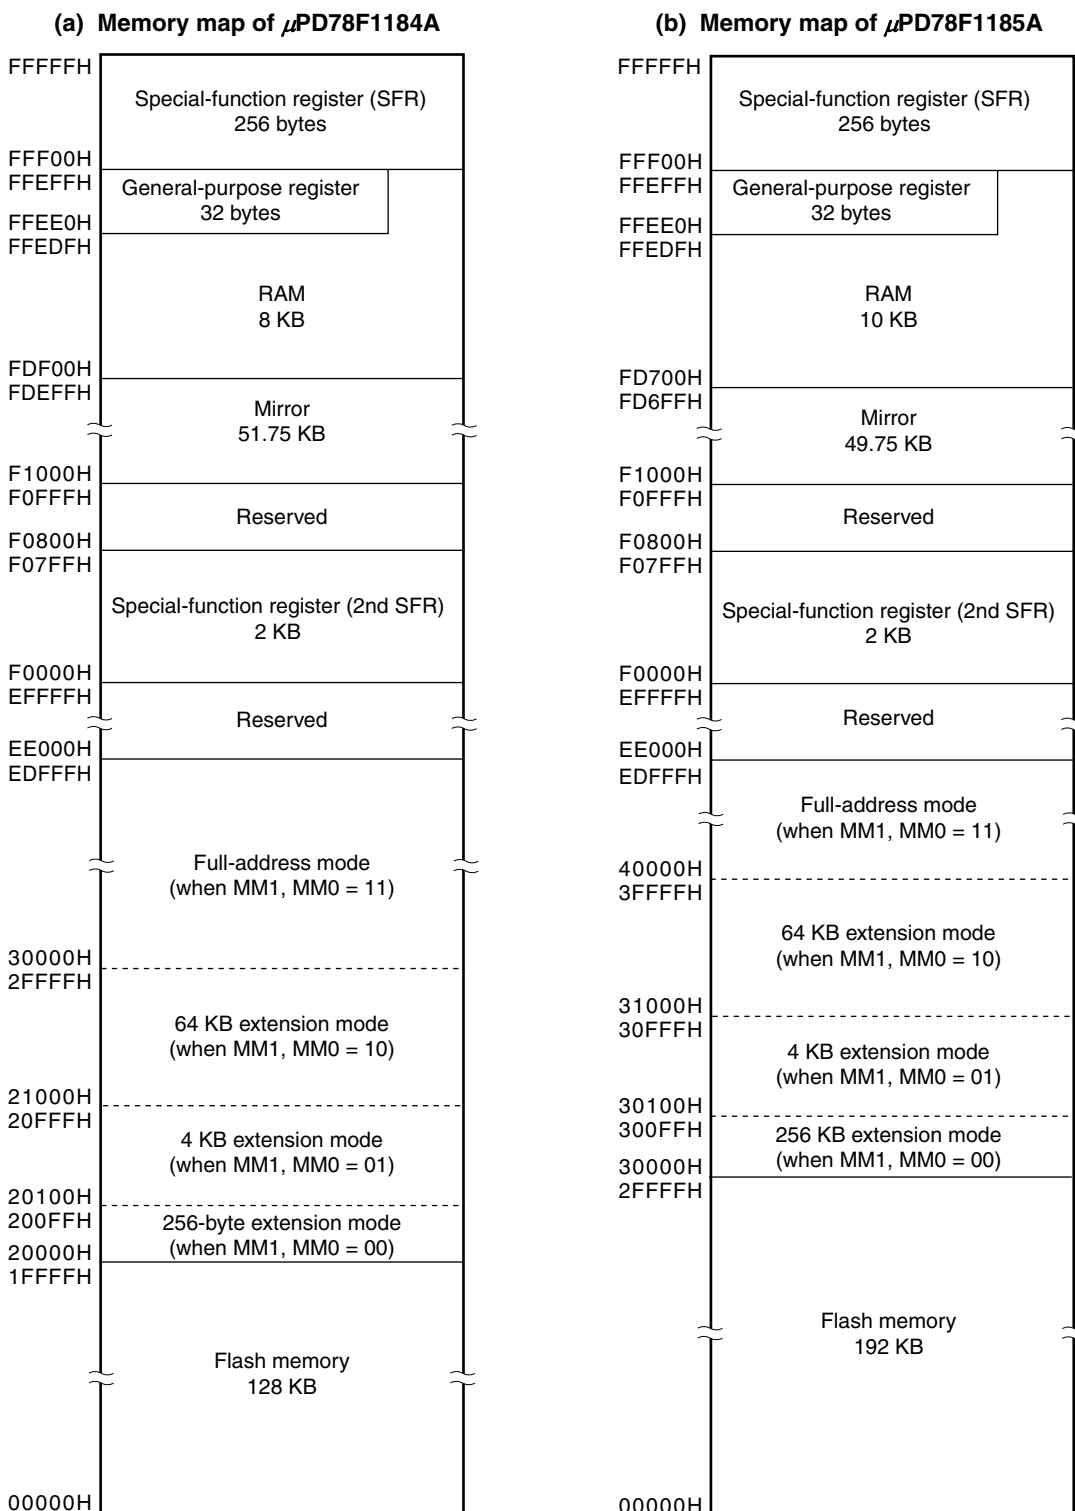 (a) Memory map of μPD78F1184A
FFFFFH
Special-function register (SFR)
256 bytes
FFF00H
FFEFFH
General-purpose register
32 bytes
FFEE0H
FFEDFH
RAM
8 KB
FDF00H
FDEFFH
Mirror
51.75 KB
F1000H
F0FFFH
Reserved
F0800H
F07FFH
Special-function register (2nd SFR)
2 KB
F0000H
EFFFFH
Reserved
EE000H
EDFFFH
Full-address mode
(when MM1, MM0 = 11)
30000H
2FFFFH
64 KB extension mode
(when MM1, MM0 = 10)
21000H
20FFFH
4 KB extension mode
(when MM1, MM0 = 01)
20100H
200FFH
256-byte extension mode
(when MM1, MM0 = 00)
20000H
1FFFFH
Flash memory
128 KB
00000H
(b) Memory map of μPD78F1185A
FFFFFH
Special-function register (SFR)
256 bytes
FFF00H
FFEFFH
General-purpose register
32 bytes
FFEE0H
FFEDFH
RAM
10 KB
FD700H
FD6FFH
Mirror
49.75 KB
F1000H
F0FFFH
Reserved
F0800H
F07FFH
Special-function register (2nd SFR)
2 KB
F0000H
EFFFFH
Reserved
EE000H
EDFFFH
Full-address mode
(when MM1, MM0 = 11)
40000H
3FFFFH
64 KB extension mode
(when MM1, MM0 = 10)
31000H
30FFFH
4 KB extension mode
(when MM1, MM0 = 01)
30100H
300FFH
256 KB extension mode
(when MM1, MM0 = 00)
30000H
2FFFFH
Flash memory
192 KB
00000H